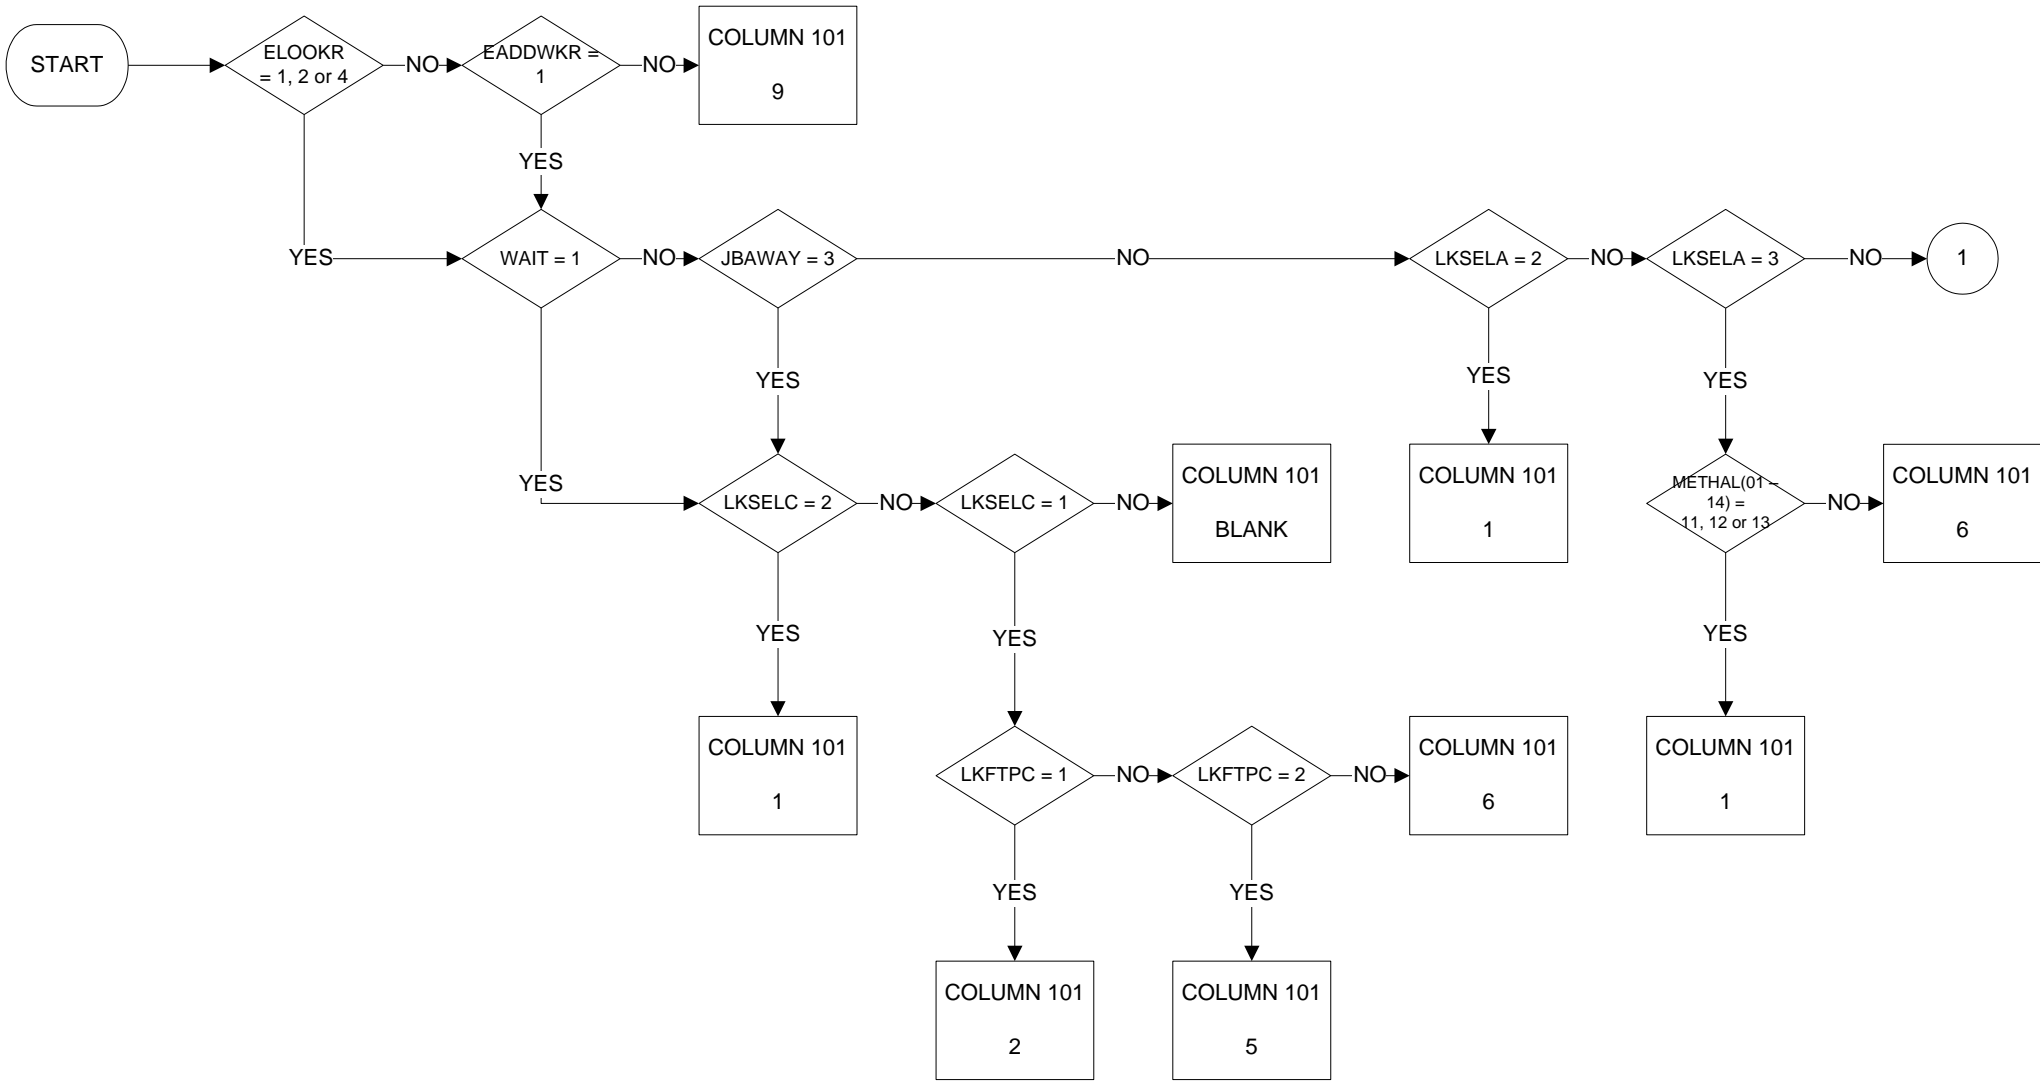 START
ELOOKR
= 1, 2 or 4
NO
EADDWKR =
1
NO
COLUMN 101
9
YES
YES
WAIT = 1
NO
JBAWAY = 3
NO
LKSELA = 2
NO
LKSELA = 3
NO
1
YES
YES
YES
YES
LKSELC = 2
NO
LKSELC = 1
NO
COLUMN 101
BLANK
COLUMN 101
1
METHAL(01 –
14) =
11, 12 or 13
NO
COLUMN 101
6
YES
YES
YES
COLUMN 101
1
LKFTPC = 1
NO
LKFTPC = 2
NO
COLUMN 101
6
COLUMN 101
1
YES
YES
COLUMN 101
2
COLUMN 101
5